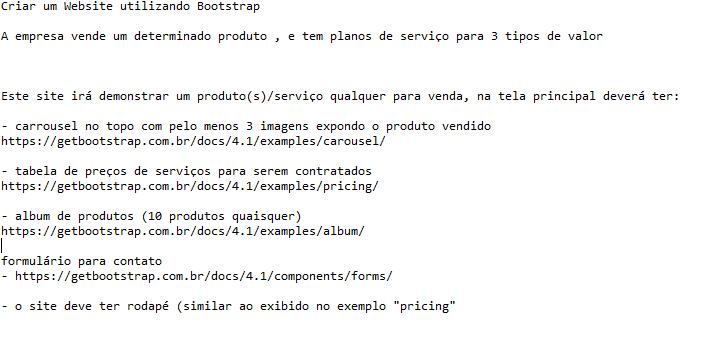 Criar um Website utilizando Bootstrap
A empresa vende um determinado produto , e tem planos de serviço para 3 tipos de valor
Este site irá demonstrar um produto(s)/serviço qualquer para venda, na tela principal deverá ter:
- carrousel no topo com pelo menos 3 imagens expondo o produto vendido
https://getbootstrap.com.br/docs/4.1/examples/carousel/
- tabela de preços de serviços para serem contratados
https://getbootstrap.com.br/docs/4.1/examples/pricing/
- album de produtos (10 produtos quaisquer)
https://getbootstrap.com.br/docs/4.1/examples/album/
formulário para contato
- https://getbootstrap.com.br/docs/4.1/components/forms/
- o site deve ter rodapé (similar ao exibido no exemplo "pricing"